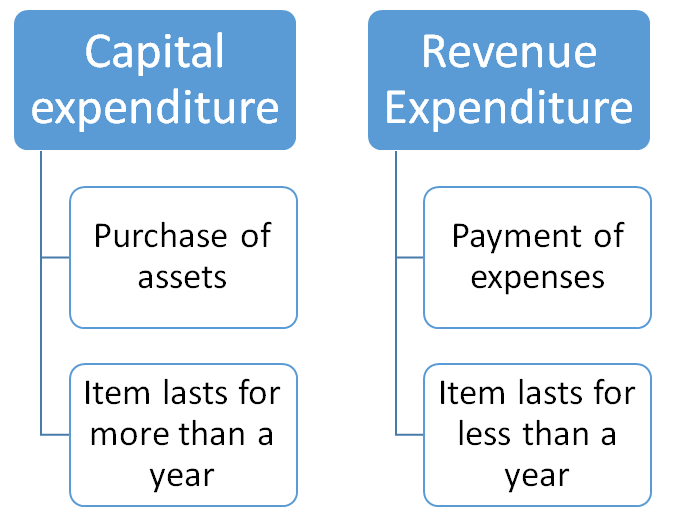 Capital
expenditure
Purchase of
assets
Item lasts for
more than a
year
Revenue
Expenditure
Payment of
expenses
Item lasts for
less than a
year